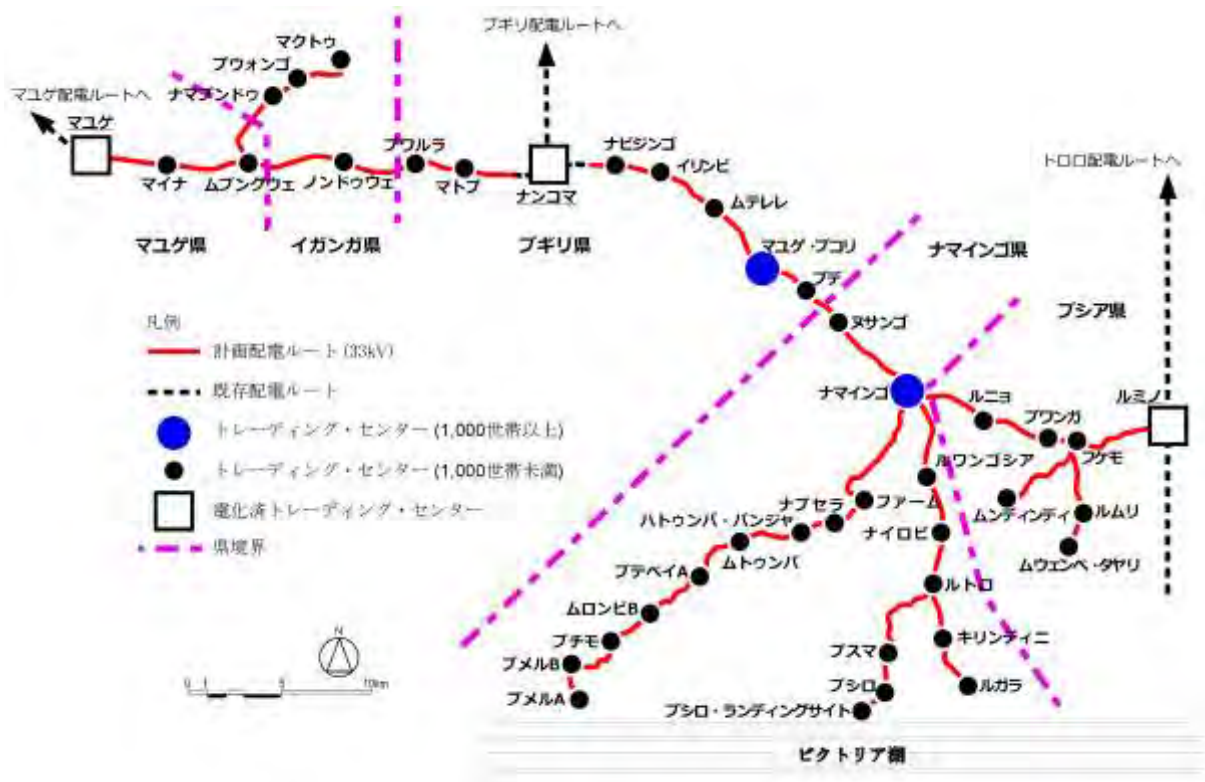 ブギリ配電ルートへ
マクトゥ
ブウォンゴ
マユゲ配電ルートへ
マユゲ
ブワルラ
ナビジンゴ
イリンビ
トロロ配電ルートへ
マイナ
ムブングウェ
ノンドゥウェ
マトブ
ナンコマ
ムテレレ
マユゲ県
イガンガ県
ブギリ県
マユゲ・ブコリ
ナマインゴ県
ブテ
ブシア県
凡例
ヌサンゴ
計画配電ルート(33kV)
既存配電ルート
ナマインゴ
ルニヨ
ブワンガ
ルミノ
トレーディング・センター(1,000世帯以上)
トレーディング・センター(1,000世帯未満)
ルワンゴシア
ブケモ
電化済トレーディング・センター
ナブセラ
ファーム
ムンディンディ
ルムリ
ハトゥンバ・バンジャ
ナイロビ
県境界
ムトゥンバ
ムウェンベ・タヤリ
ブテベイA
ルトロ
ムロンビB
N
ブチモ
キリンティニ
ブスマ
ブメルB
0 1 5 10km
ブメルA
ブシロ
ルガラ
ブシロ・ランディングサイト
ビクトリア湖